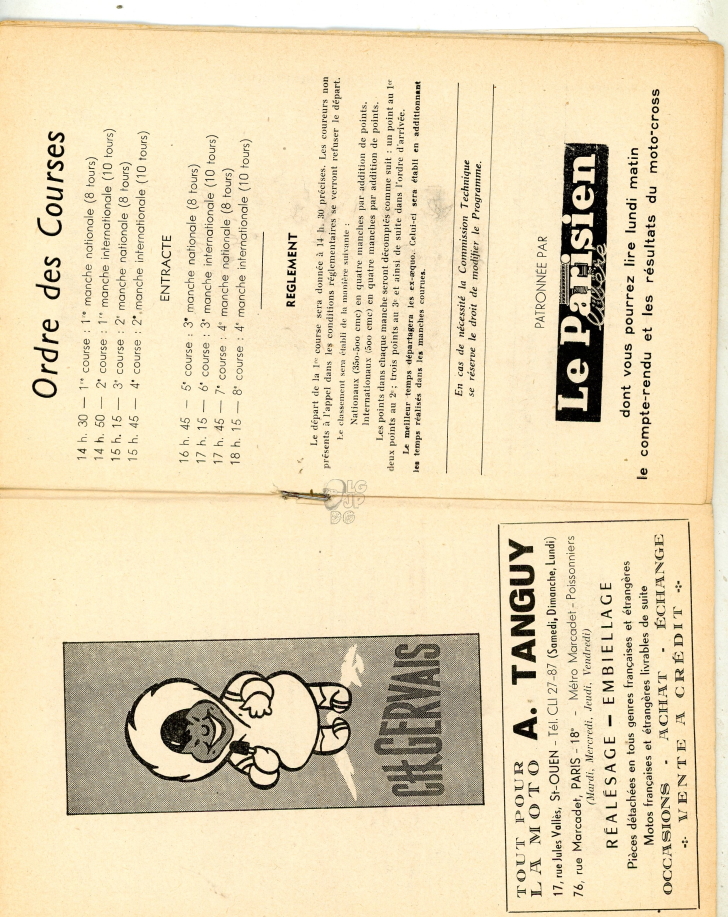 Ordre des Courses
14 h. 30 — 1re course : 1re manche nationale (8 tours)
14 h. 50 — 2e course : 1re manche internationale (10 tours)
15 h. 15 — 3e course : 2e manche nationale (8 tours)
15 h. 45 — 4e course : 2e manche internationale (10 tours)
ENTRACTE
16 h. 45 — 5e course : 3e manche nationale (8 tours)
17 h. 15 — 6e course : 3e manche internationale (10 tours)
17 h. 45 — 7e course : 4e manche nationale (8 tours)
18 h. 15 — 8e course : 4e manche internationale (10 tours)
REGLEMENT
Le départ de la 1re course sera donnée à 14 h. 30 précises. Les coureurs non
présents à l'appel dans les conditions réglementaires se verront refuser le départ.
Le classement sera établi de la manière suivante :
Nationaux (350-500 cmc) en quatre manches par addition de points.
Internationaux (500 cmc) en quatre manches par addition de points.
Les points dans chaque manche seront décomptés comme suit : un point au 1er
deux points au 2e ; trois points au 3e et ainsi de suite dans l'ordre d'arrivée.
Le meilleur temps départagera les ex-æquo. Celui-ci sera établi en additionnant
les temps réalisés dans les manches courues.
En cas de nécessité la Commission Technique
se réserve le droit de modifier le Programme.
PATRONNEE PAR
Le Parisien
libéré
dont vous pourrez lire lundi matin
le compte-rendu et les résultats du moto-cross
CH. GERVAIS
TOUT POUR
LA MOTO
A. TANGUY
17, rue Jules Vallès, St-OUEN - Tél. CLI 27-87 (Samedi, Dimanche, Lundi)
76, rue Marcadet, PARIS - 18e - Métro Marcadet - Poissonniers
(Mardi, Mercredi, Jeudi, Vendredi)
RÉALÉSAGE — EMBIELLAGE
Pièces détachées en tous genres françaises et étrangères
Motos françaises et étrangères livrables de suite
OCCASIONS - ACHAT - ÉCHANGE
VENTE A CRÉDIT
LG
JP
DG